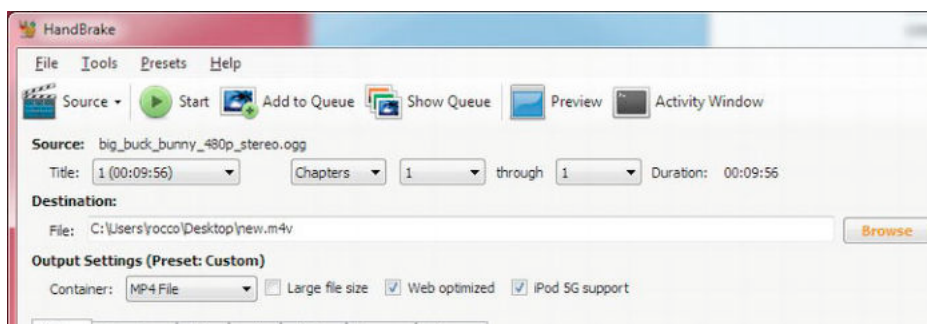 HandBrake
File Tools Presets Help
Source Start Add to Queue Show Queue Preview Activity Window
Source: big_buck_bunny_480p_stereo.ogg
Title: 1 (00:09:56) Chapters 1 through 1 Duration: 00:09:56
Destination:
File: C:\Users\rocco\Desktop\new.m4v Browse
Output Settings (Preset: Custom)
Container: MP4 File Large file size Web optimized iPod 5G support